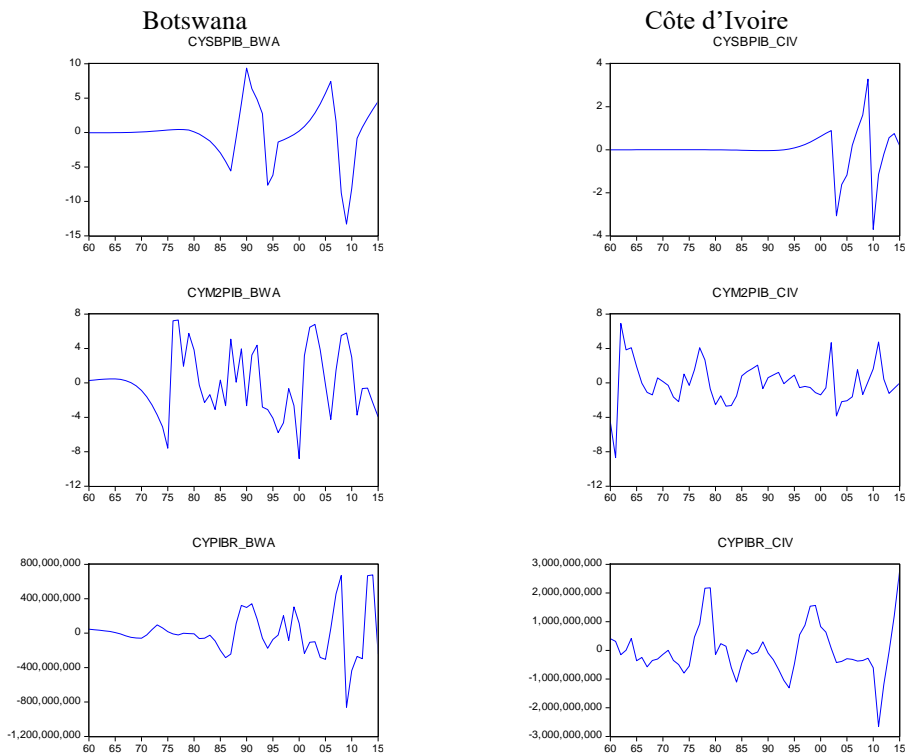 Botswana
Côte d'Ivoire
CYSBPIB_BWA
CYSBPIB_CIV
10
5
0
-5
-10
-15
60 65 70 75 80 85 90 95 00 05 10 15
4
2
0
-2
-4
60 65 70 75 80 85 90 95 00 05 10 15
CYM2PIB_BWA
8
4
0
-4
-8
-12
60 65 70 75 80 85 90 95 00 05 10 15
CYM2PIB_CIV
8
4
0
-4
-8
-12
60 65 70 75 80 85 90 95 00 05 10 15
CYPIBR_BWA
800,000,000
400,000,000
0
-400,000,000
-800,000,000
-1,200,000,000
60 65 70 75 80 85 90 95 00 05 10 15
CYPIBR_CIV
3,000,000,000
2,000,000,000
1,000,000,000
0
-1,000,000,000
-2,000,000,000
-3,000,000,000
60 65 70 75 80 85 90 95 00 05 10 15